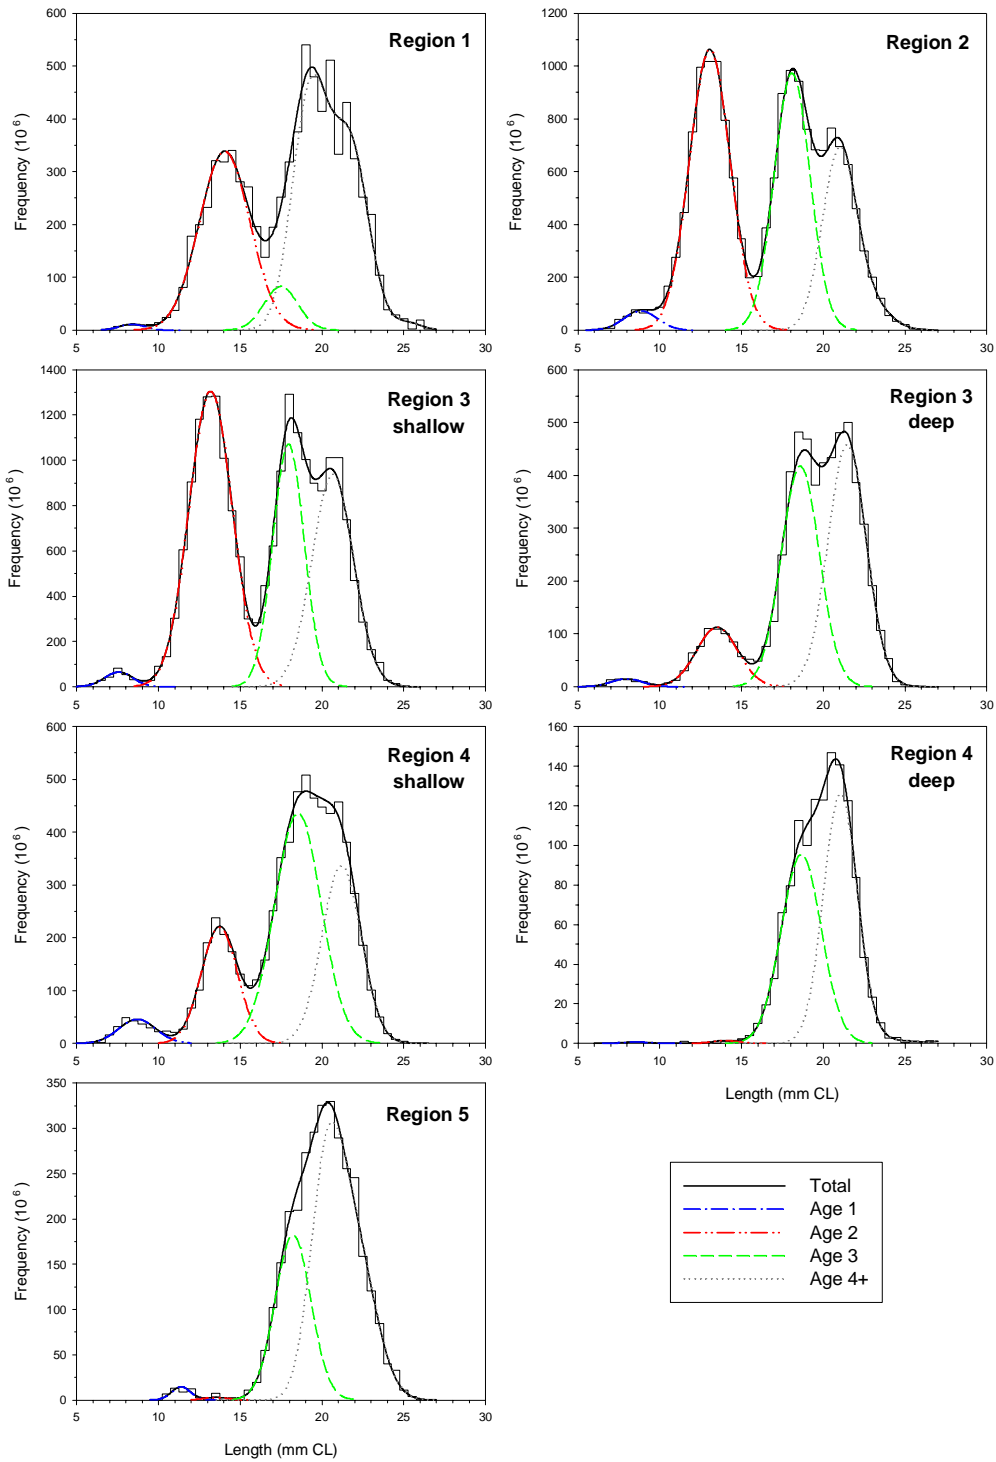 Region 1
Frequency (10^6)
600
500
400
300
200
100
0
5 10 15 20 25 30
Region 2
Frequency (10^6)
1200
1000
800
600
400
200
0
5 10 15 20 25 30
Region 3
shallow
Frequency (10^6)
1400
1200
1000
800
600
400
200
0
5 10 15 20 25 30
Region 3
deep
Frequency (10^6)
600
500
400
300
200
100
0
5 10 15 20 25 30
Region 4
shallow
Frequency (10^6)
600
500
400
300
200
100
0
5 10 15 20 25 30
Region 4
deep
Frequency (10^6)
160
140
120
100
80
60
40
20
0
5 10 15 20 25 30
Length (mm CL)
Region 5
Frequency (10^6)
350
300
250
200
150
100
50
0
5 10 15 20 25 30
Length (mm CL)
Total
Age 1
Age 2
Age 3
Age 4+